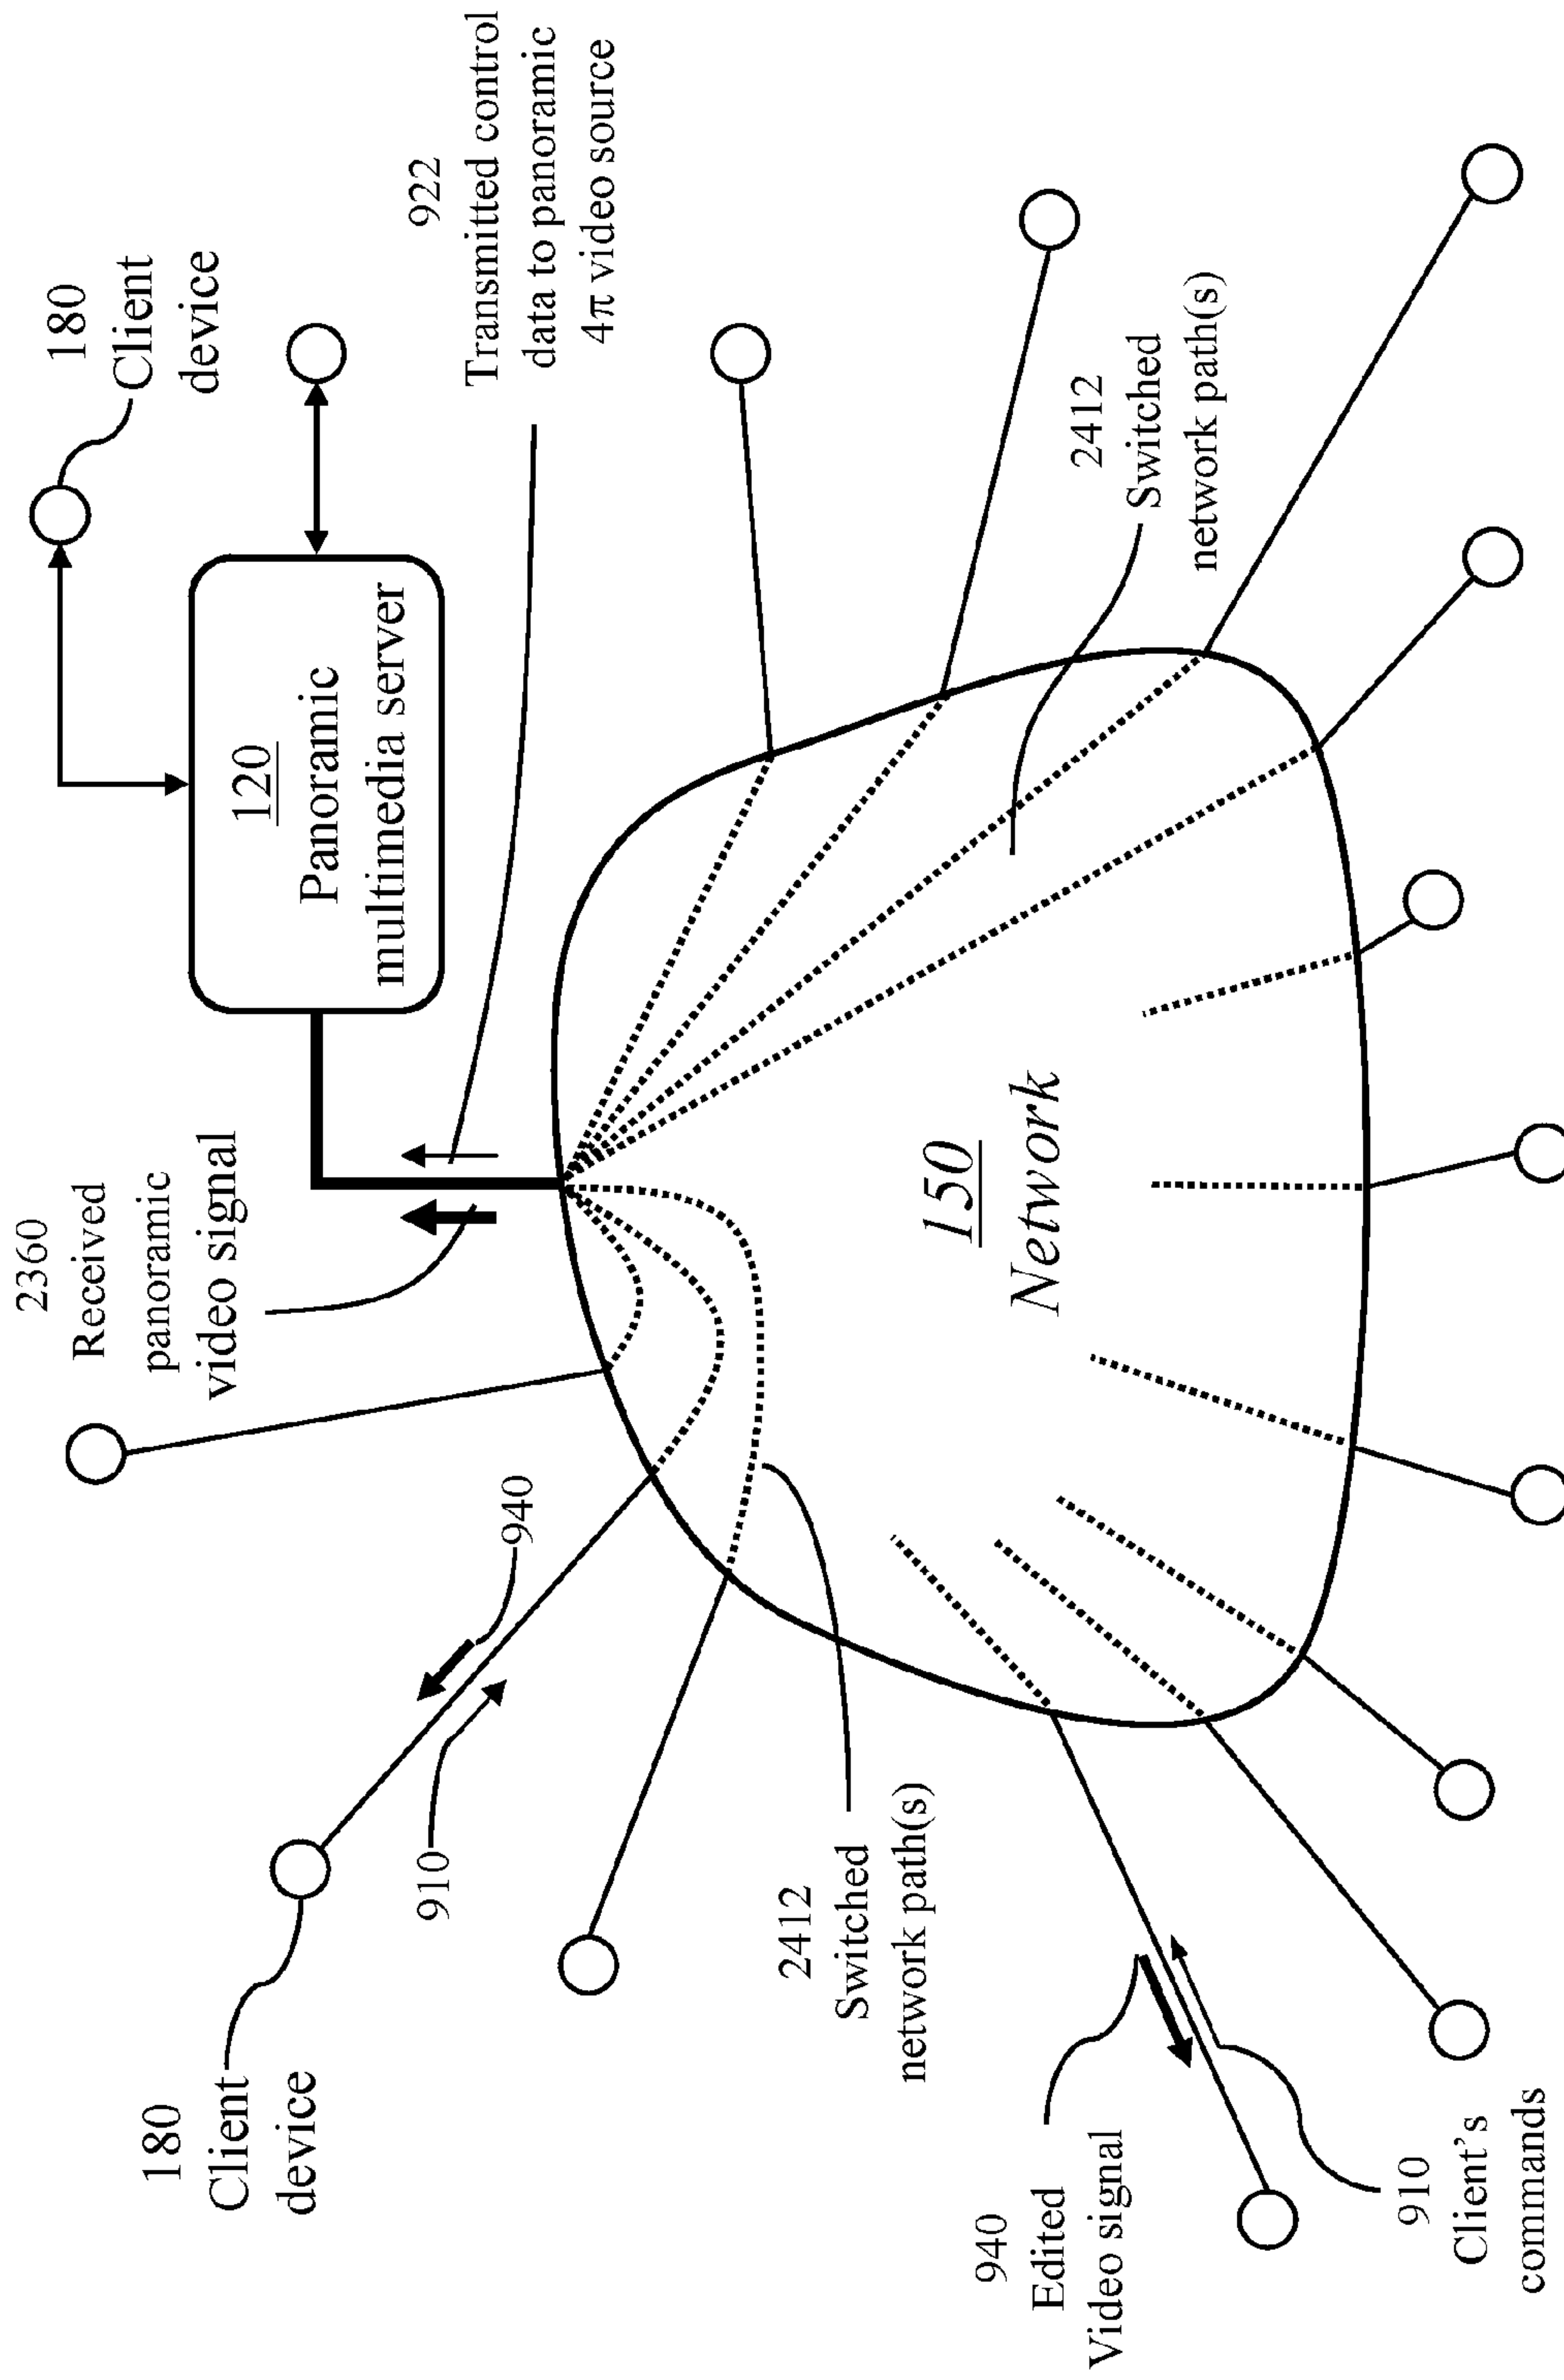 180
Client
device
120
Panoramic
multimedia server
922
Transmitted control
data to panoramic
4π video source
2360
Received
panoramic
video signal
940
910
180
Client
device
2412
Switched
network path(s)
2412
Switched
network path(s)
150
Network
940
Edited
Video signal
910
Client's
commands